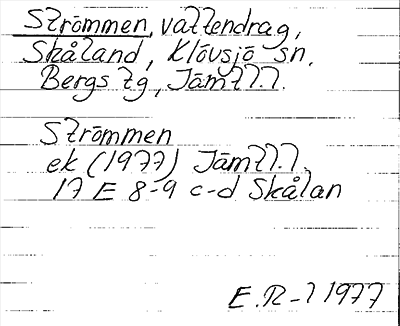 Strömmen, vattendrag,
Skåland, Klövsjö sn.
Bergs tg, Jämtl.l.
Strömmen
ek (1977) Jämtl.l.
17 E 8-9 c-d Skålan
E.R-l 1977